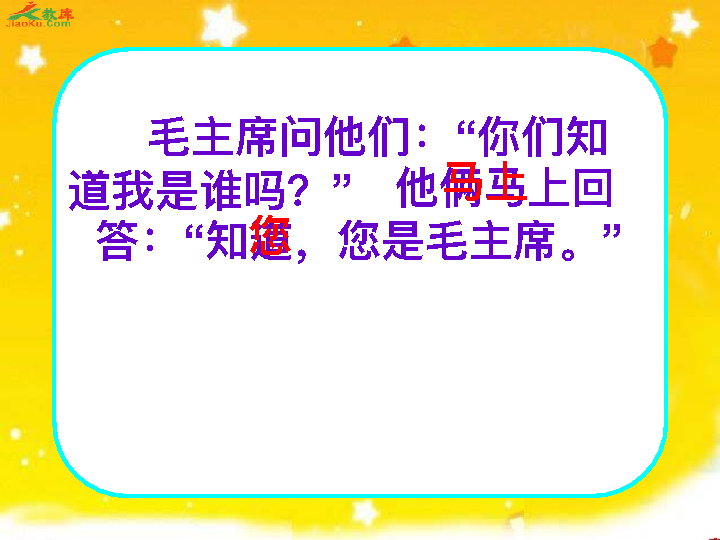 教库
JiaoKu.Com
毛主席问他们：“你们知
道我是谁吗？” 他俩马上回
马上
答：“知道，您是毛主席。”
您